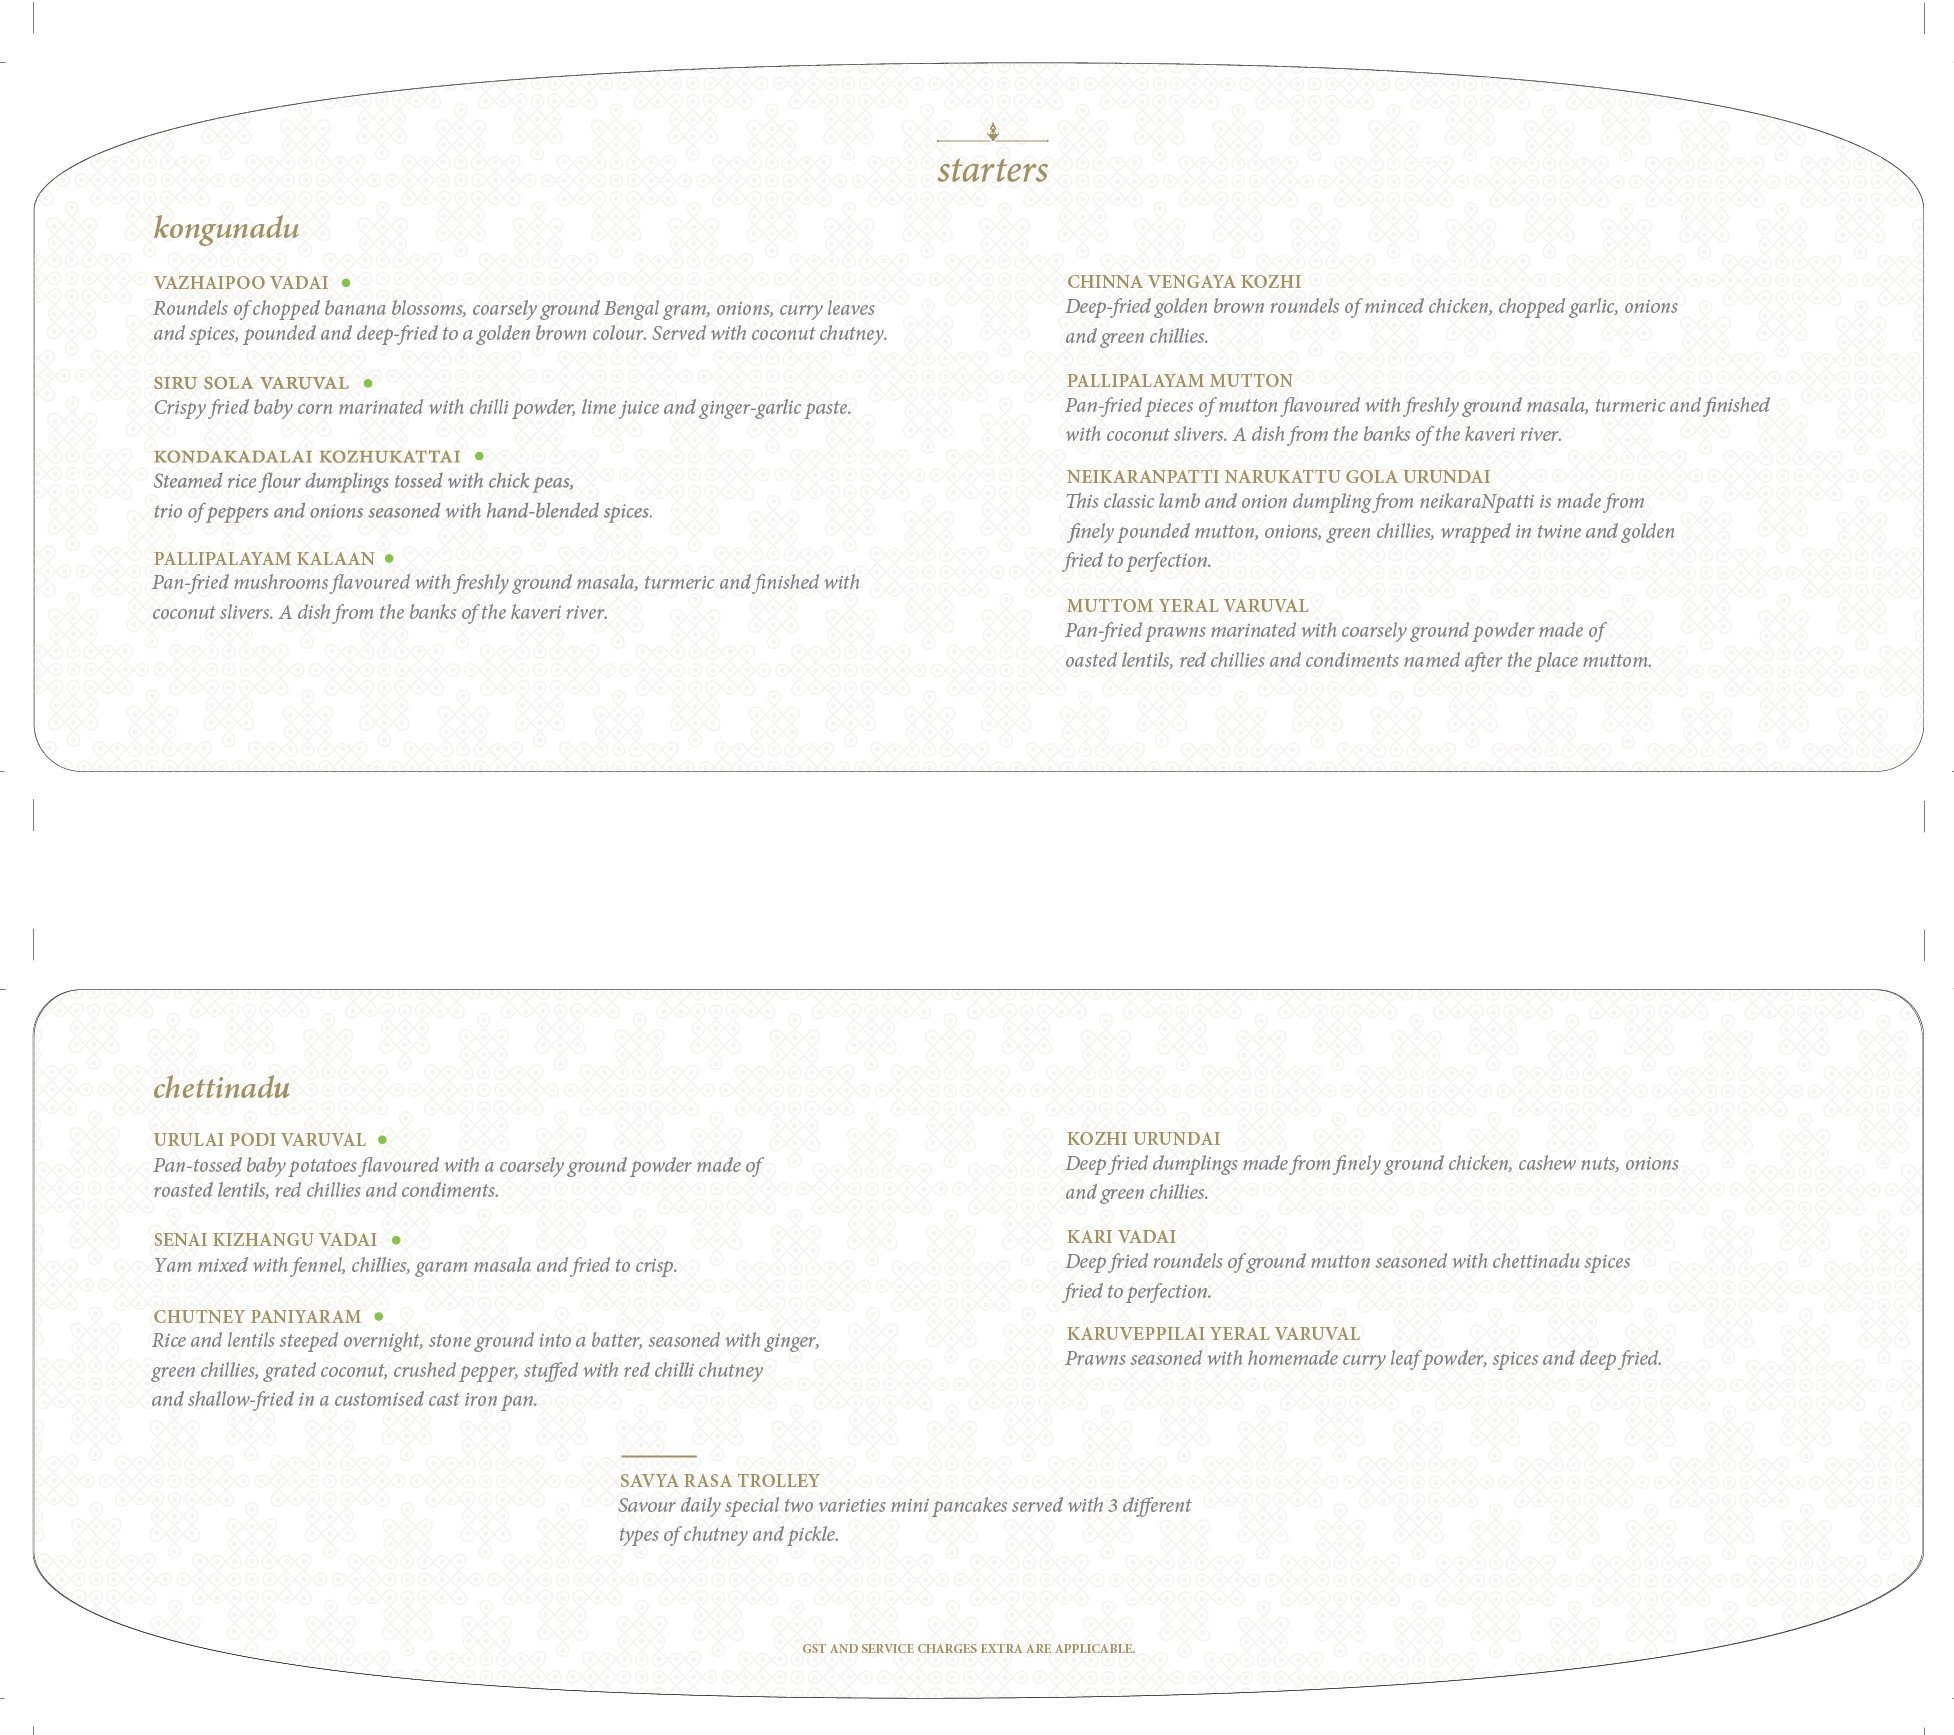 starters
kongunadu
VAZHAIPOO VADAI
Roundels of chopped banana blossoms, coarsely ground Bengal gram, onions, curry leaves
and spices, pounded and deep-fried to a golden brown colour. Served with coconut chutney.
SIRU SOLA VARUVAL
Crispy fried baby corn marinated with chilli powder, lime juice and ginger-garlic paste.
KONDAKADALAI KOZHUKATTAI
Steamed rice flour dumplings tossed with chick peas,
trio of peppers and onions seasoned with hand-blended spices.
PALLIPALAYAM KALAAN
Pan-fried mushrooms flavoured with freshly ground masala, turmeric and finished with
coconut slivers. A dish from the banks of the kaveri river.
CHINNA VENGAYA KOZHI
Deep-fried golden brown roundels of minced chicken, chopped garlic, onions
and green chillies.
PALLIPALAYAM MUTTON
Pan-fried pieces of mutton flavoured with freshly ground masala, turmeric and finished
with coconut slivers. A dish from the banks of the kaveri river.
NEIKARANPATTI NARUKATTU GOLA URUNDAI
This classic lamb and onion dumpling from neikaraNpatti is made from
finely pounded mutton, onions, green chillies, wrapped in twine and golden
fried to perfection.
MUTTOM YERAL VARUVAL
Pan-fried prawns marinated with coarsely ground powder made of
oasted lentils, red chillies and condiments named after the place muttom.
chettinadu
URULAI PODI VARUVAL
Pan-tossed baby potatoes flavoured with a coarsely ground powder made of
roasted lentils, red chillies and condiments.
SENAI KIZHANGU VADAI
Yam mixed with fennel, chillies, garam masala and fried to crisp.
CHUTNEY PANIYARAM
Rice and lentils steeped overnight, stone ground into a batter, seasoned with ginger,
green chillies, grated coconut, crushed pepper, stuffed with red chilli chutney
and shallow-fried in a customised cast iron pan.
KOZHI URUNDAI
Deep fried dumplings made from finely ground chicken, cashew nuts, onions
and green chillies.
KARI VADAI
Deep fried roundels of ground mutton seasoned with chettinadu spices
fried to perfection.
KARUVEPPILAI YERAL VARUVAL
Prawns seasoned with homemade curry leaf powder, spices and deep fried.
SAVYA RASA TROLLEY
Savour daily special two varieties mini pancakes served with 3 different
types of chutney and pickle.
GST AND SERVICE CHARGES EXTRA ARE APPLICABLE.